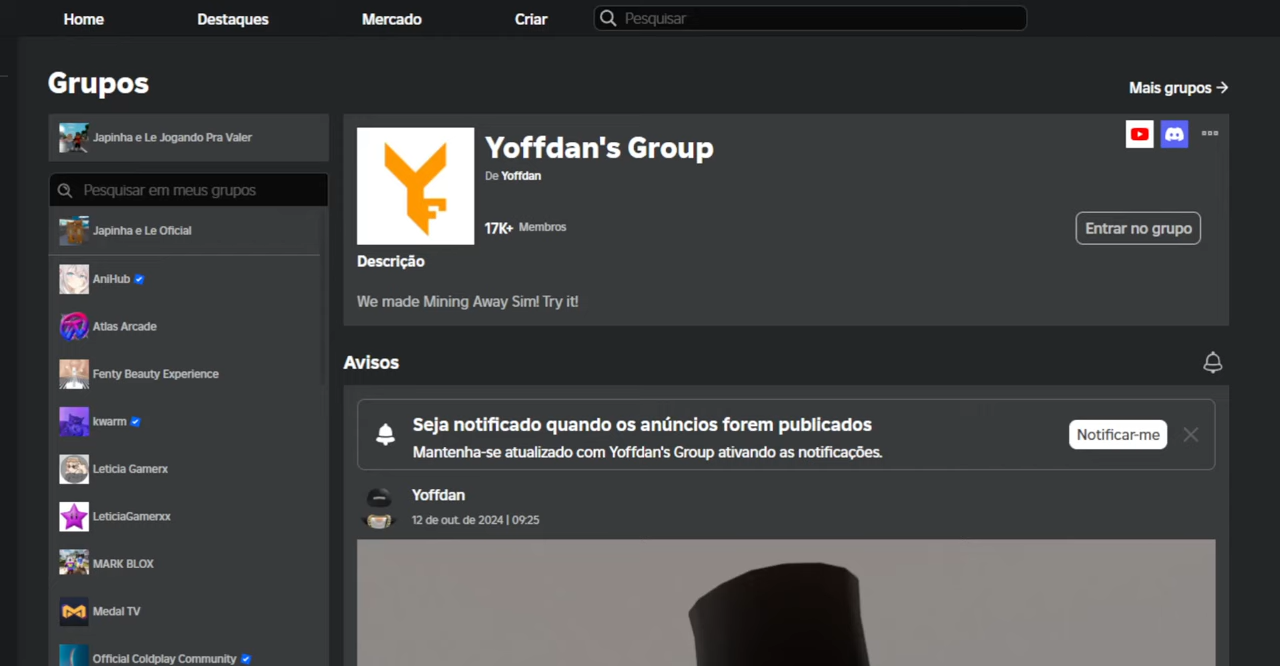 Home
Destaques
Mercado
Criar
Pesquisar
Grupos
Mais grupos
Japinha e Le Jogando Pra Valer
Pesquisar em meus grupos
Japinha e Le Oficial
AniHub
Atlas Arcade
Fenty Beauty Experience
kwarm
Leticia Gamerx
LeticiaGamerxx
MARK BLOX
Medal TV
Official Coldplay Community
Yoffdan's Group
De Yoffdan
17K+ Membros
Entrar no grupo
Descrição
We made Mining Away Sim! Try it!
Avisos
Seja notificado quando os anúncios forem publicados
Mantenha-se atualizado com Yoffdan's Group ativando as notificações.
Notificar-me
Yoffdan
12 de out. de 2024 | 09:25